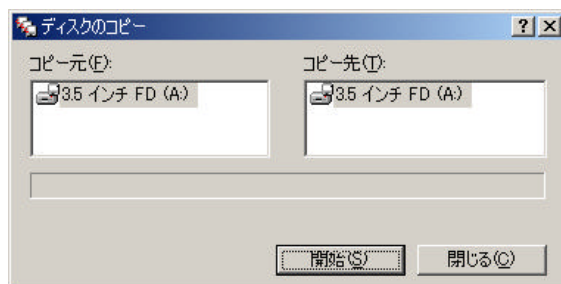 ディスクのコピー
コピー元(F):
コピー先(T):
3.5 インチ FD (A:)
3.5 インチ FD (A:)
開始(S)
閉じる(C)